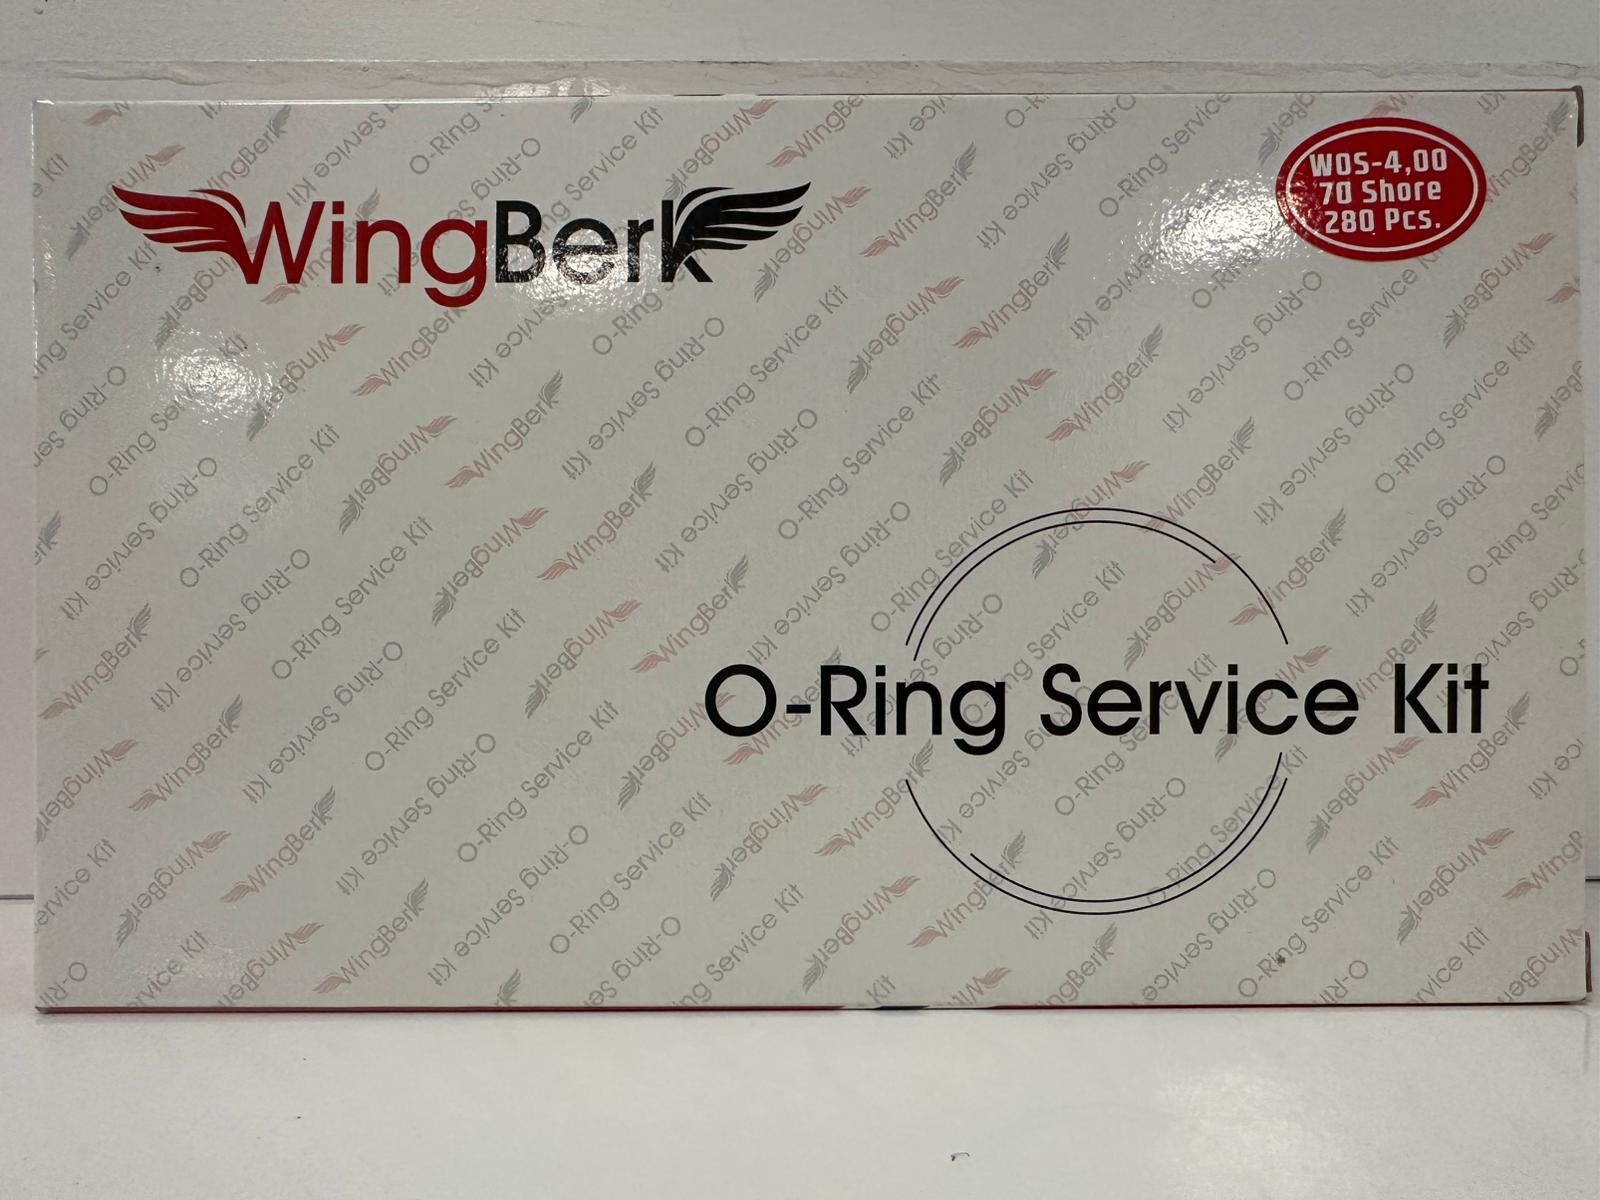 WingBerk
WOS-4,00
70 Shore
280 Pcs.
O-Ring Service Kit